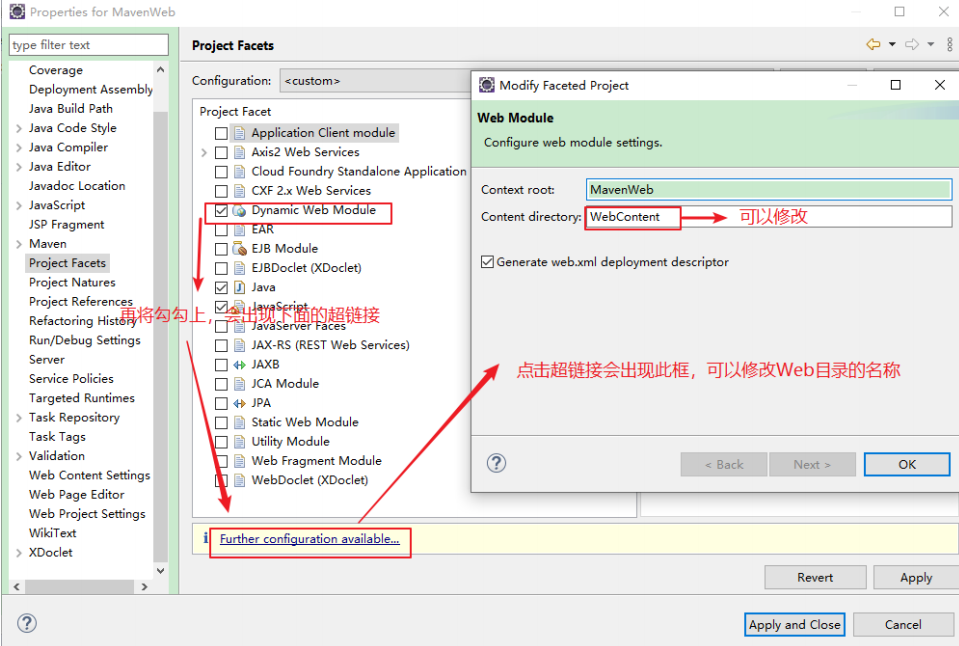 Properties for MavenWeb
type filter text
Coverage
Deployment Assembly
Java Build Path
Java Code Style
Java Compiler
Java Editor
Javadoc Location
JavaScript
JSP Fragment
Maven
Project Facets
Project Natures
Project References
Refactoring History
Run/Debug Settings
Server
Service Policies
Targeted Runtimes
Task Repository
Task Tags
Validation
Web Content Settings
Web Page Editor
Web Project Settings
WikiText
XDoclet
Project Facets
Configuration: <custom>
Project Facet
Application Client module
Axis2 Web Services
Cloud Foundry Standalone Application
CXF 2.x Web Services
Dynamic Web Module
EAR
EJB Module
EJBDoclet (XDoclet)
Java
JavaScript
再将勾勾上，会出现下面的超链接
JavaServer Faces
JAX-RS (REST Web Services)
JAXB
JCA Module
JPA
Static Web Module
Utility Module
Web Fragment Module
WebDoclet (XDoclet)
i Further configuration available...
Modify Faceted Project
Web Module
Configure web module settings.
Context root: MavenWeb
Content directory: WebContent 可以修改
Generate web.xml deployment descriptor
点击超链接会出现此框，可以修改Web目录的名称
? < Back Next > OK
Revert Apply
? Apply and Close Cancel